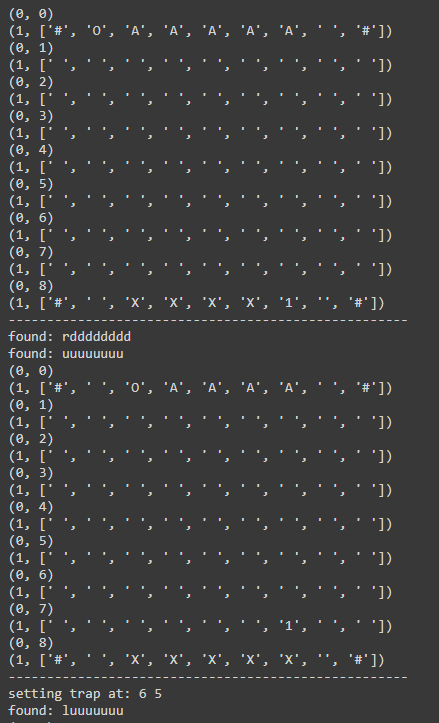 (0, 0)
(1, ['#', 'O', 'A', 'A', 'A', 'A', 'A', ' ', '#'])
(0, 1)
(1, [' ', ' ', ' ', ' ', ' ', ' ', ' ', ' ', ' '])
(0, 2)
(1, [' ', ' ', ' ', ' ', ' ', ' ', ' ', ' ', ' '])
(0, 3)
(1, [' ', ' ', ' ', ' ', ' ', ' ', ' ', ' ', ' '])
(0, 4)
(1, [' ', ' ', ' ', ' ', ' ', ' ', ' ', ' ', ' '])
(0, 5)
(1, [' ', ' ', ' ', ' ', ' ', ' ', ' ', ' ', ' '])
(0, 6)
(1, [' ', ' ', ' ', ' ', ' ', ' ', ' ', ' ', ' '])
(0, 7)
(1, [' ', ' ', ' ', ' ', ' ', ' ', ' ', ' ', ' '])
(0, 8)
(1, ['#', ' ', 'X', 'X', 'X', 'X', '1', '', '#'])
----------------------------------------------------
found: rdddddddd
found: uuuuuuuu
(0, 0)
(1, ['#', ' ', 'O', 'A', 'A', 'A', 'A', ' ', '#'])
(0, 1)
(1, [' ', ' ', ' ', ' ', ' ', ' ', ' ', ' ', ' '])
(0, 2)
(1, [' ', ' ', ' ', ' ', ' ', ' ', ' ', ' ', ' '])
(0, 3)
(1, [' ', ' ', ' ', ' ', ' ', ' ', ' ', ' ', ' '])
(0, 4)
(1, [' ', ' ', ' ', ' ', ' ', ' ', ' ', ' ', ' '])
(0, 5)
(1, [' ', ' ', ' ', ' ', ' ', ' ', ' ', ' ', ' '])
(0, 6)
(1, [' ', ' ', ' ', ' ', ' ', ' ', ' ', ' ', ' '])
(0, 7)
(1, [' ', ' ', ' ', ' ', ' ', ' ', '1', ' ', ' '])
(0, 8)
(1, ['#', ' ', 'X', 'X', 'X', 'X', 'X', '', '#'])
----------------------------------------------------
setting trap at: 6 5
found: luuuuuuu